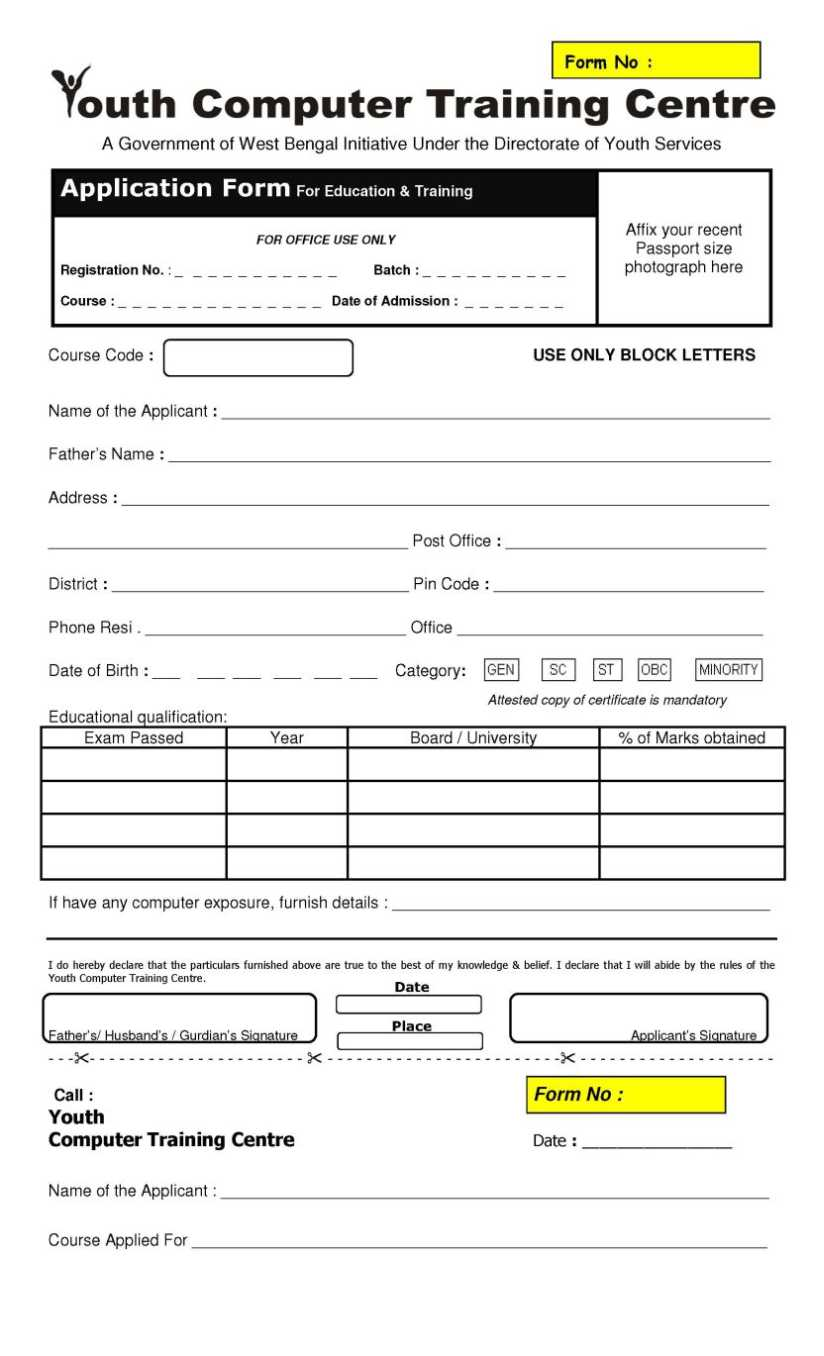 Form No :
Youth Computer Training Centre
A Government of West Bengal Initiative Under the Directorate of Youth Services
Application Form For Education & Training
Affix your recent
Passport size
photograph here
FOR OFFICE USE ONLY
Registration No. : _ _ _ _ _ _ _ _ _ _ _ Batch : _ _ _ _ _ _ _ _ _ _
Course : _ _ _ _ _ _ _ _ _ _ _ _ _ _ Date of Admission : _ _ _ _ _ _ _
Course Code : USE ONLY BLOCK LETTERS
Name of the Applicant :
Father's Name :
Address :
Post Office :
District : Pin Code :
Phone Resi . Office
Date of Birth : Category: GEN SC ST OBC MINORITY
Attested copy of certificate is mandatory
Educational qualification:
Exam Passed Year Board / University % of Marks obtained
If have any computer exposure, furnish details :
I do hereby declare that the particulars furnished above are true to the best of my knowledge & belief. I declare that I will abide by the rules of the
Youth Computer Training Centre.
Date
Place
Father's/ Husband's / Gurdian's Signature Applicant's Signature
Call : Form No :
Youth
Computer Training Centre Date :
Name of the Applicant :
Course Applied For